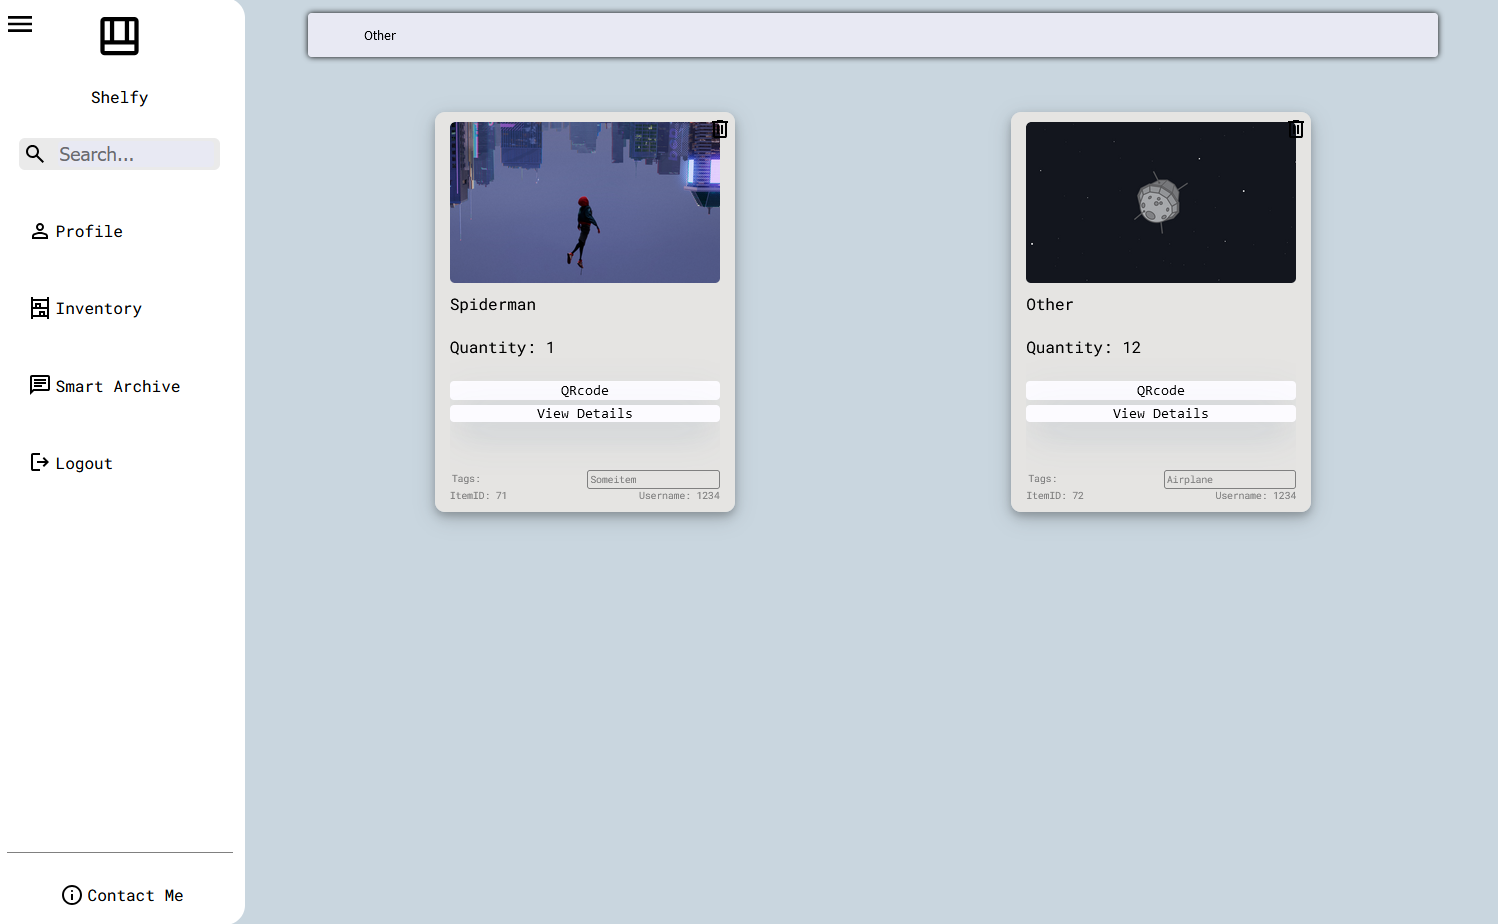 Shelfy
Search...
Profile
Inventory
Smart Archive
Logout
Contact Me
Other
Spiderman
Quantity: 1
QRcode
View Details
Tags: Someitem
ItemID: 71 Username: 1234
Other
Quantity: 12
QRcode
View Details
Tags: Airplane
ItemID: 72 Username: 1234